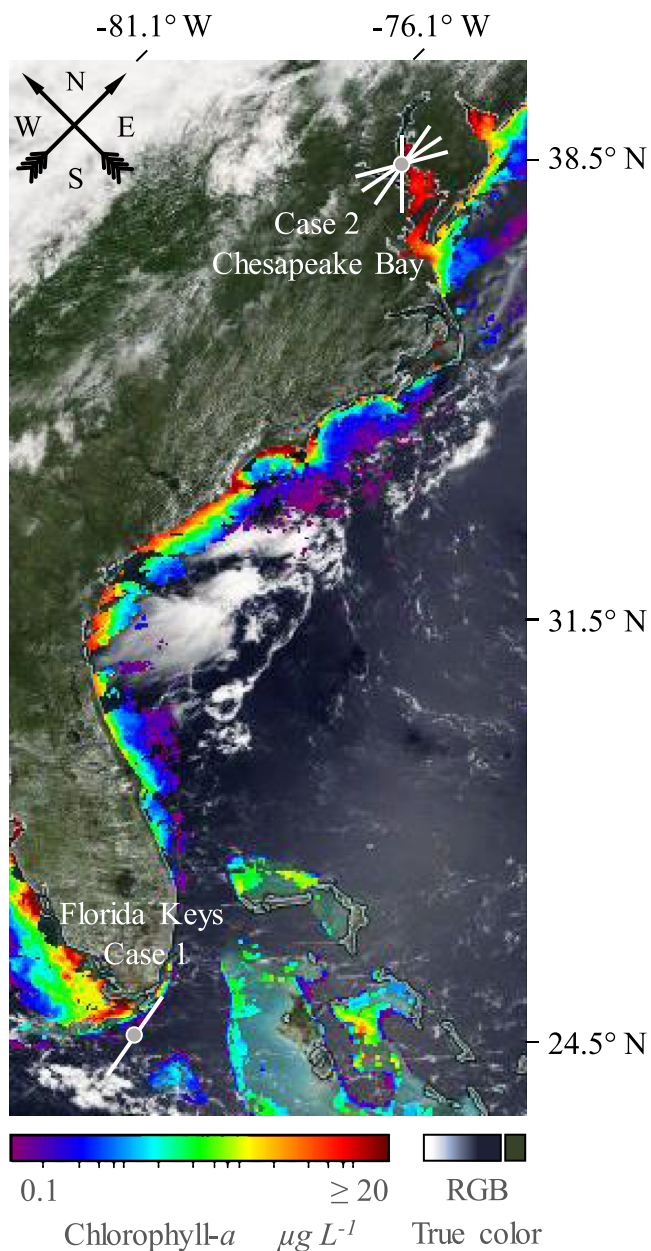 -81.1° W -76.1° W
N
W E
S
38.5° N
Case 2
Chesapeake Bay
31.5° N
Florida Keys
Case 1
24.5° N
0.1 ≥ 20 RGB
Chlorophyll-a µg L-1 True color